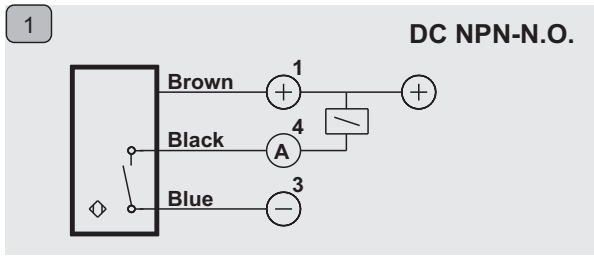 1
DC NPN-N.O.
1
Brown
+
+
4
Black
A
3
Blue
−